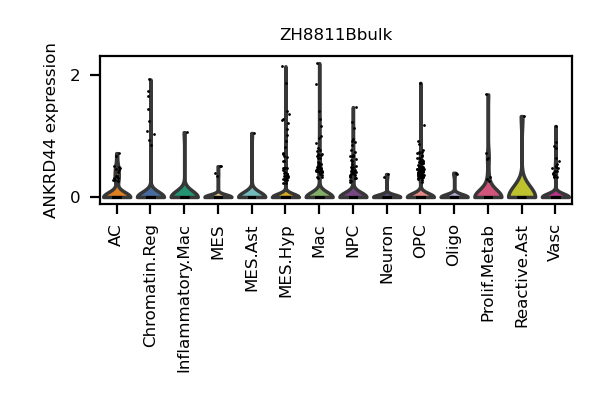 ZH8811Bbulk
ANKRD44 expression
2
0
AC
Chromatin.Reg
Inflammatory.Mac
MES
MES.Ast
MES.Hyp
Mac
NPC
Neuron
OPC
Oligo
Prolif.Metab
Reactive.Ast
Vasc